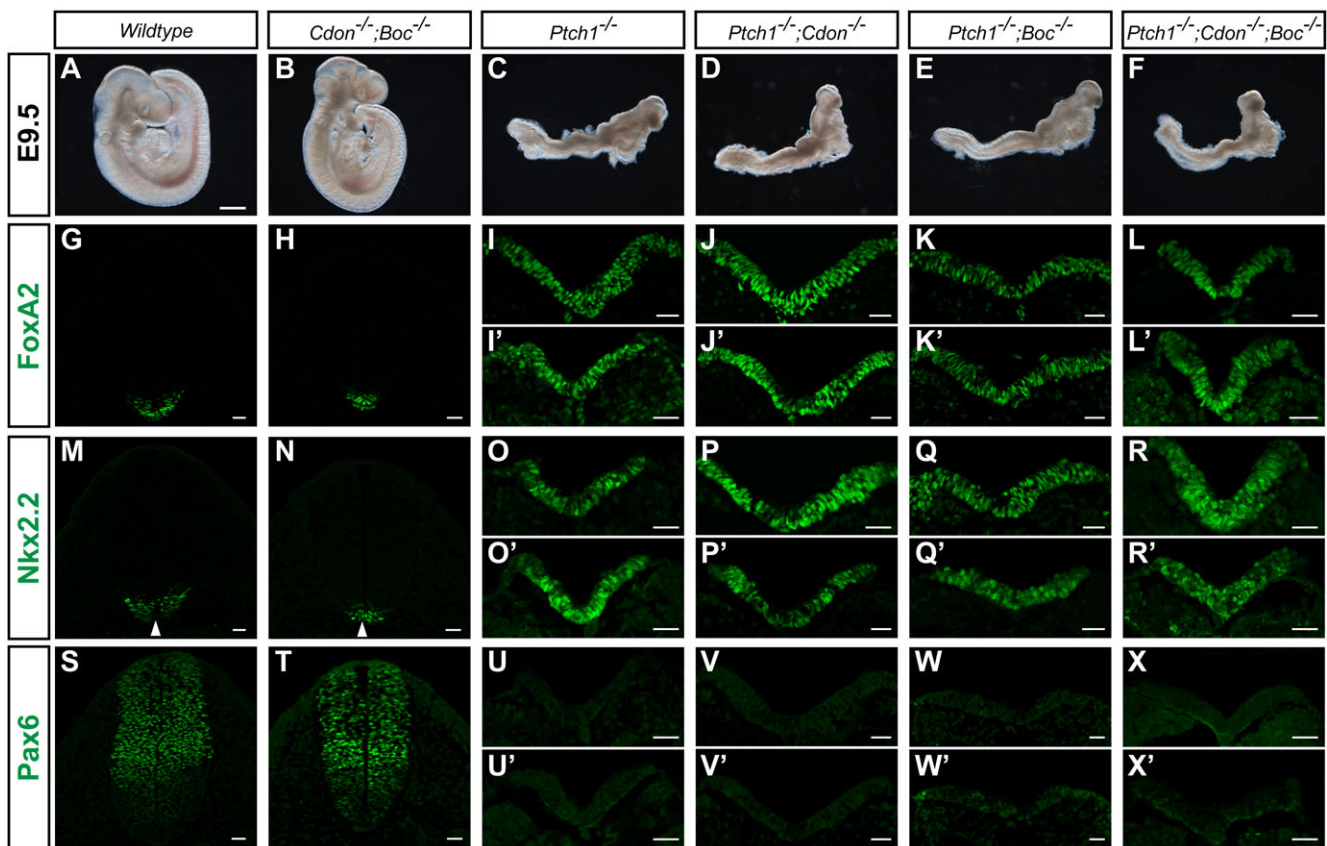 Wildtype Cdon-/-;Boc-/- Ptch1-/- Ptch1-/-;Cdon-/- Ptch1-/-;Boc-/- Ptch1-/-;Cdon-/-;Boc-/-
E9.5
A B C D E F
FoxA2
G H I J K L
I’ J’ K’ L’
Nkx2.2
M N O P Q R
O’ P’ Q’ R’
Pax6
S T U V W X
U’ V’ W’ X’